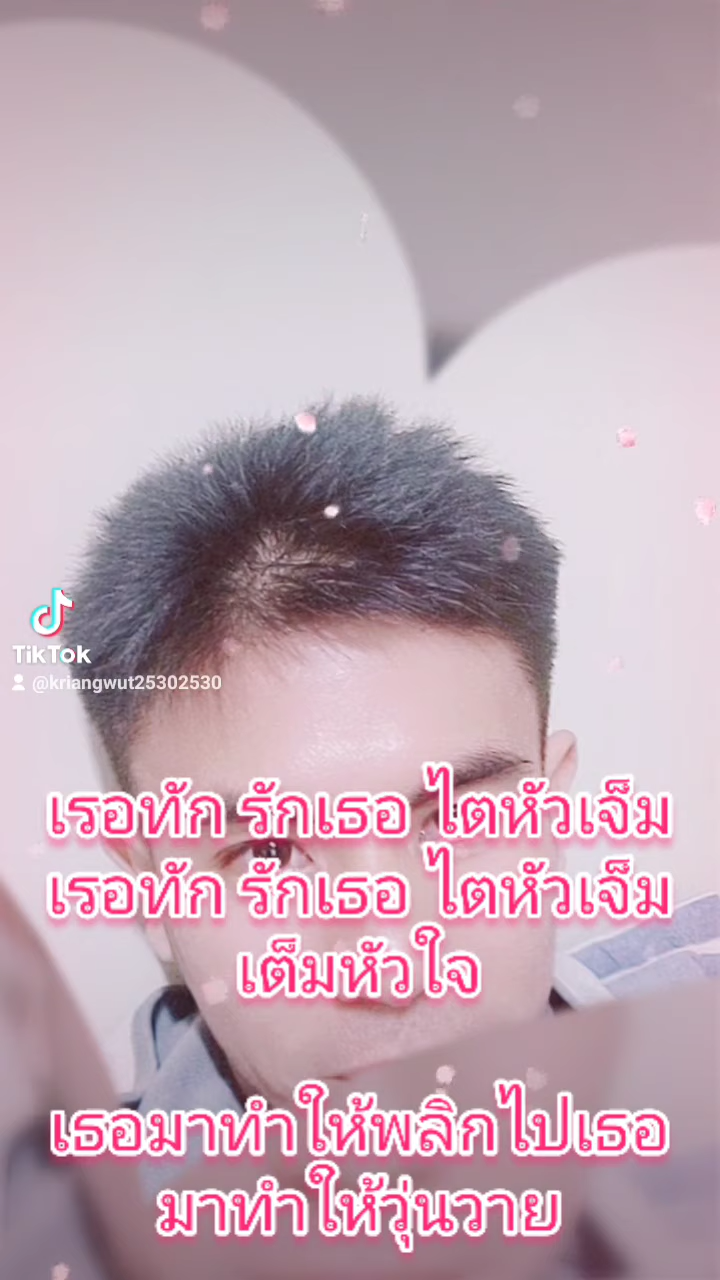 TikTok
@kriangwut25302530
เรอทัก รักเธอ ไตหัวเจ็ม
เรอทัก รักเธอ ไตหัวเจ็ม
เต็มหัวใจ
เธอมาทำให้พลิกไปเธอ
มาทำให้วุ่นวาย